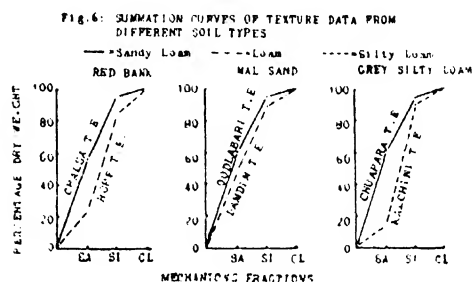 Fig.6: SUMMATION CURVES OF TEXTURE DATA FROM
DIFFERENT SOIL TYPES
Sandy Loam Loam Silty Loam
RED BANK MAL SAND GREY SILTY LOAM
PERCENTAGE DRY WEIGHT
100 100 100
80 80 80
60 60 60
40 40 40
20 20 20
0 0 0
CHALSA T.E
HOPE T.E.
OODLABARI T.E
DAMDIM T.E
CHUAPARA T.E
KALCHINI T.E
SA SI CL SA SI CL SA SI CL
MECHANICAL FRACTIONS